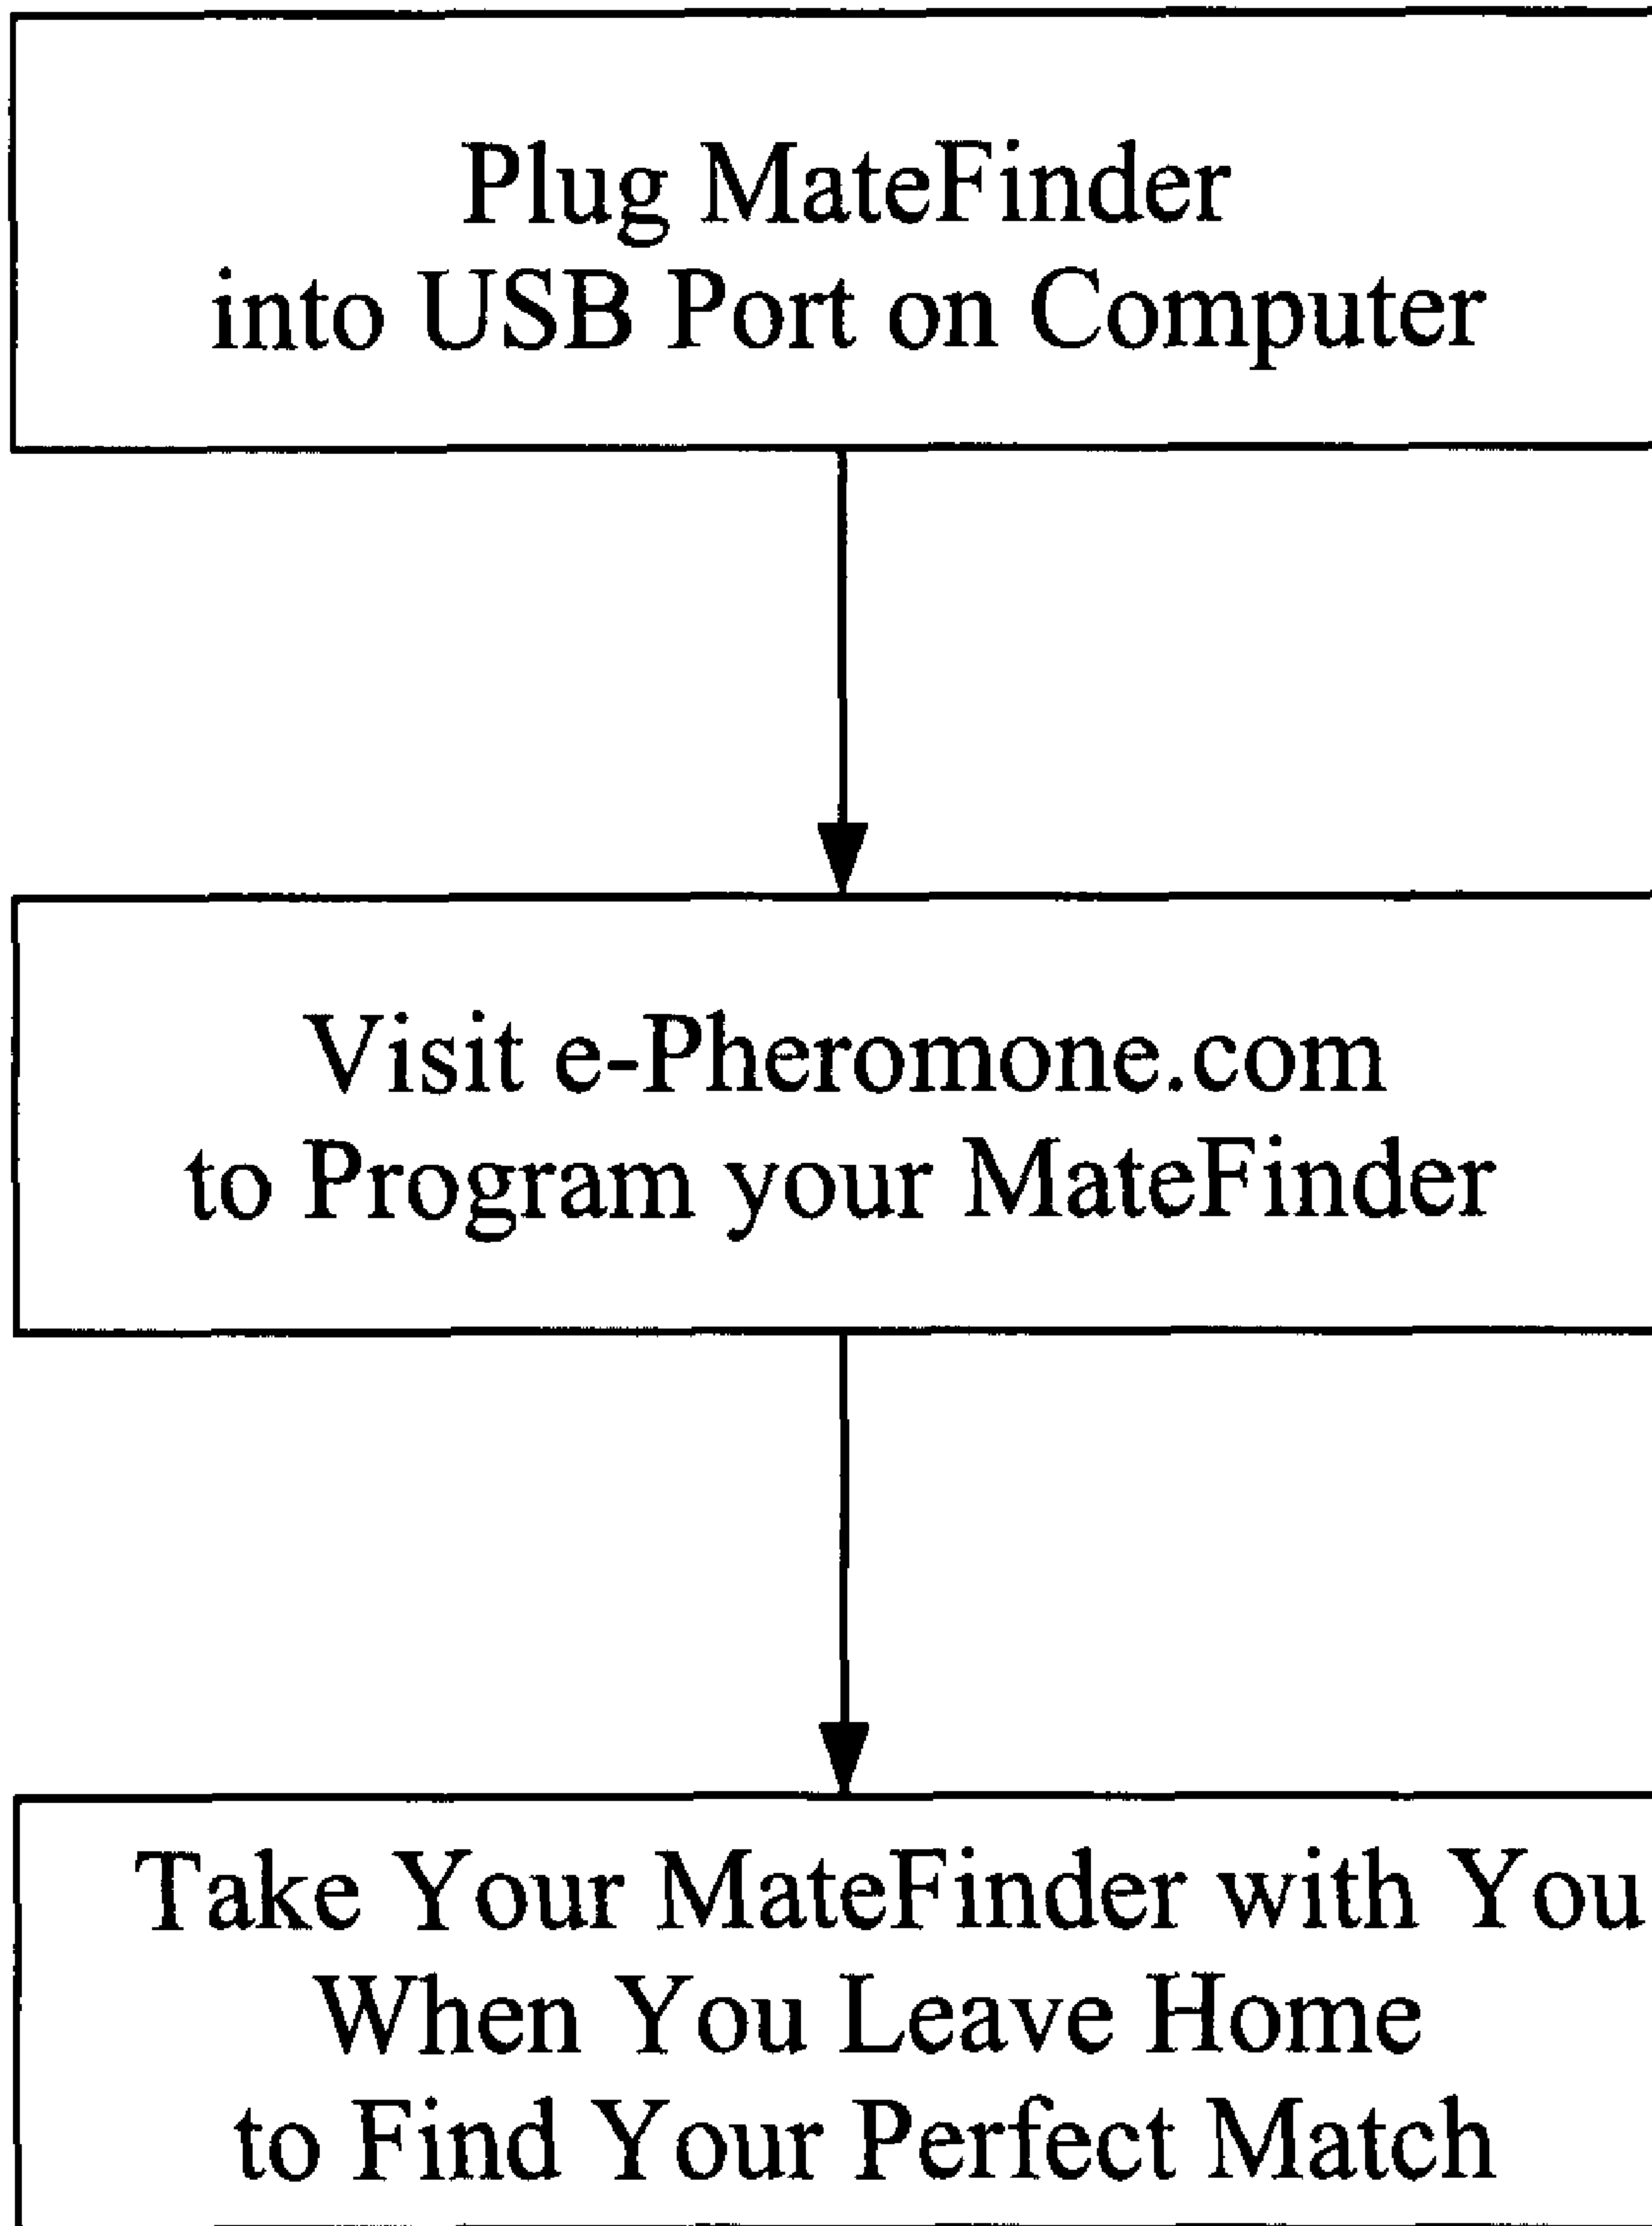 Plug MateFinder
into USB Port on Computer
Visit e-Pheromone.com
to Program your MateFinder
Take Your MateFinder with You
When You Leave Home
to Find Your Perfect Match